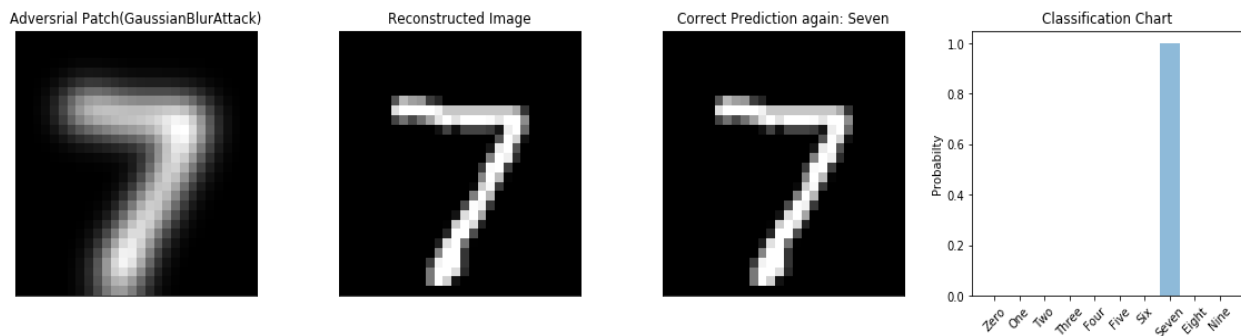 Adversrial Patch(GaussianBlurAttack)
Reconstructed Image
Correct Prediction again: Seven
Classification Chart
1.0
0.8
0.6
0.4
0.2
0.0
Probabilty
Zero
One
Two
Three
Four
Five
Six
Seven
Eight
Nine